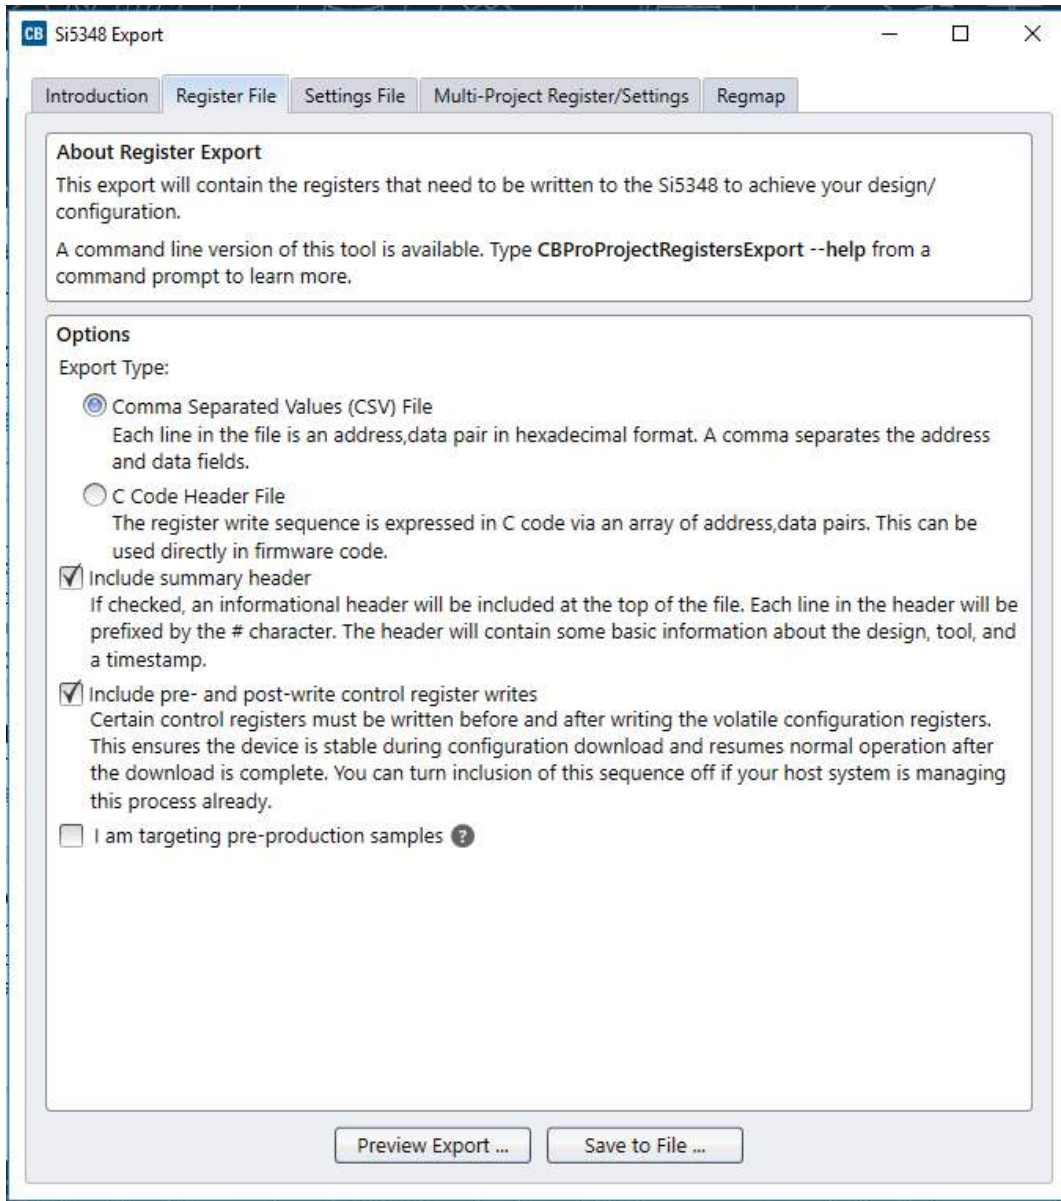 CB Si5348 Export
Introduction Register File Settings File Multi-Project Register/Settings Regmap
About Register Export
This export will contain the registers that need to be written to the Si5348 to achieve your design/
configuration.
A command line version of this tool is available. Type CBProProjectRegistersExport --help from a
command prompt to learn more.
Options
Export Type:
Comma Separated Values (CSV) File
Each line in the file is an address,data pair in hexadecimal format. A comma separates the address
and data fields.
C Code Header File
The register write sequence is expressed in C code via an array of address,data pairs. This can be
used directly in firmware code.
Include summary header
If checked, an informational header will be included at the top of the file. Each line in the header will be
prefixed by the # character. The header will contain some basic information about the design, tool, and
a timestamp.
Include pre- and post-write control register writes
Certain control registers must be written before and after writing the volatile configuration registers.
This ensures the device is stable during configuration download and resumes normal operation after
the download is complete. You can turn inclusion of this sequence off if your host system is managing
this process already.
I am targeting pre-production samples ?
Preview Export ... Save to File ...